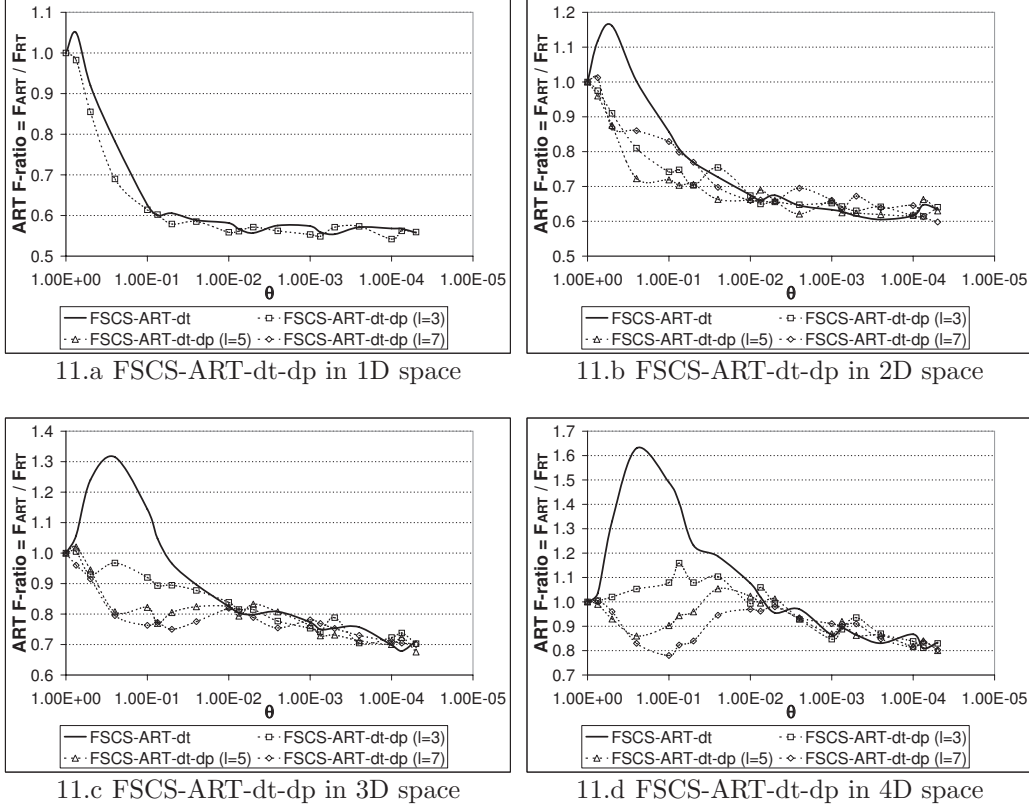 ART F-ratio = FART / FRT
1.1
1.0
0.9
0.8
0.7
0.6
0.5
1.00E+00 1.00E-01 1.00E-02 1.00E-03 1.00E-04 1.00E-05
θ
FSCS-ART-dt FSCS-ART-dt-dp (l=3)
FSCS-ART-dt-dp (l=5) FSCS-ART-dt-dp (l=7)
11.a FSCS-ART-dt-dp in 1D space
ART F-ratio = FART / FRT
1.2
1.1
1.0
0.9
0.8
0.7
0.6
0.5
1.00E+00 1.00E-01 1.00E-02 1.00E-03 1.00E-04 1.00E-05
θ
FSCS-ART-dt FSCS-ART-dt-dp (l=3)
FSCS-ART-dt-dp (l=5) FSCS-ART-dt-dp (l=7)
11.b FSCS-ART-dt-dp in 2D space
ART F-ratio = FART / FRT
1.4
1.3
1.2
1.1
1.0
0.9
0.8
0.7
0.6
1.00E+00 1.00E-01 1.00E-02 1.00E-03 1.00E-04 1.00E-05
θ
FSCS-ART-dt FSCS-ART-dt-dp (l=3)
FSCS-ART-dt-dp (l=5) FSCS-ART-dt-dp (l=7)
11.c FSCS-ART-dt-dp in 3D space
ART F-ratio = FART / FRT
1.7
1.6
1.5
1.4
1.3
1.2
1.1
1.0
0.9
0.8
0.7
1.00E+00 1.00E-01 1.00E-02 1.00E-03 1.00E-04 1.00E-05
θ
FSCS-ART-dt FSCS-ART-dt-dp (l=3)
FSCS-ART-dt-dp (l=5) FSCS-ART-dt-dp (l=7)
11.d FSCS-ART-dt-dp in 4D space